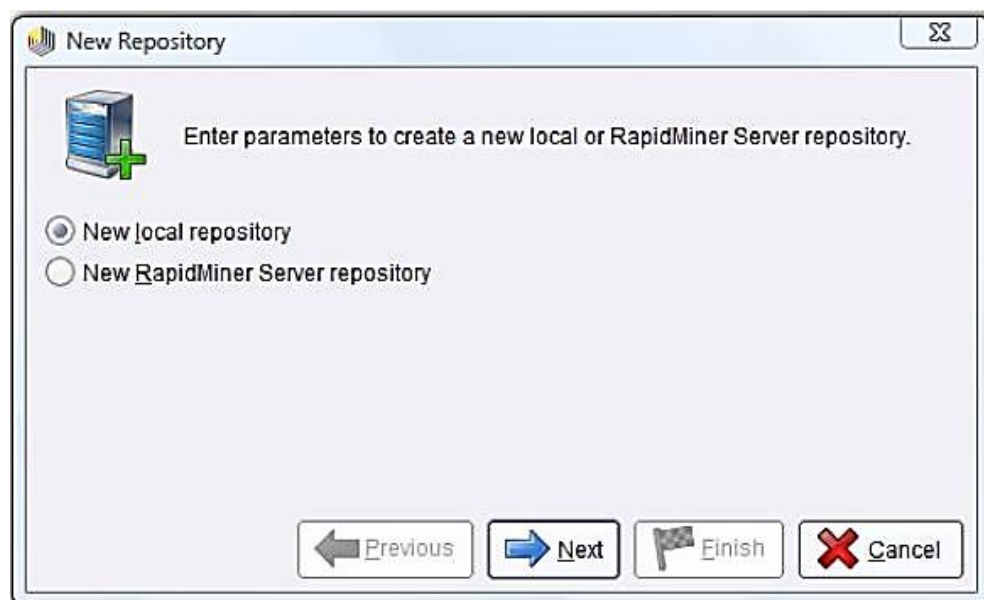 New Repository
Enter parameters to create a new local or RapidMiner Server repository.
New local repository
New RapidMiner Server repository
Previous Next Finish Cancel